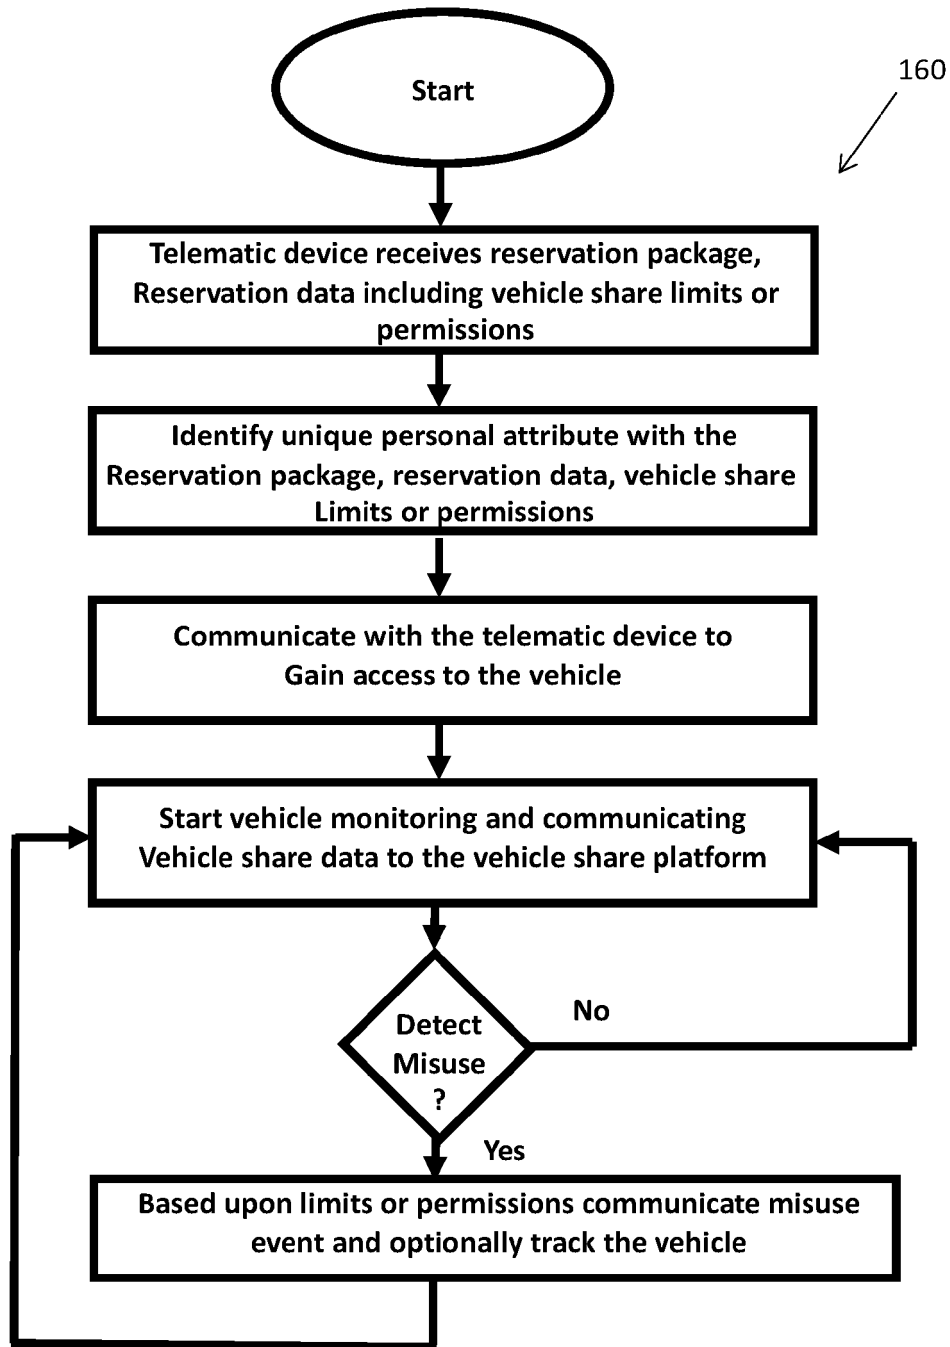 Start
160
Telematic device receives reservation package,
Reservation data including vehicle share limits or
permissions
Identify unique personal attribute with the
Reservation package, reservation data, vehicle share
Limits or permissions
Communicate with the telematic device to
Gain access to the vehicle
Start vehicle monitoring and communicating
Vehicle share data to the vehicle share platform
Detect
Misuse
?
No
Yes
Based upon limits or permissions communicate misuse
event and optionally track the vehicle